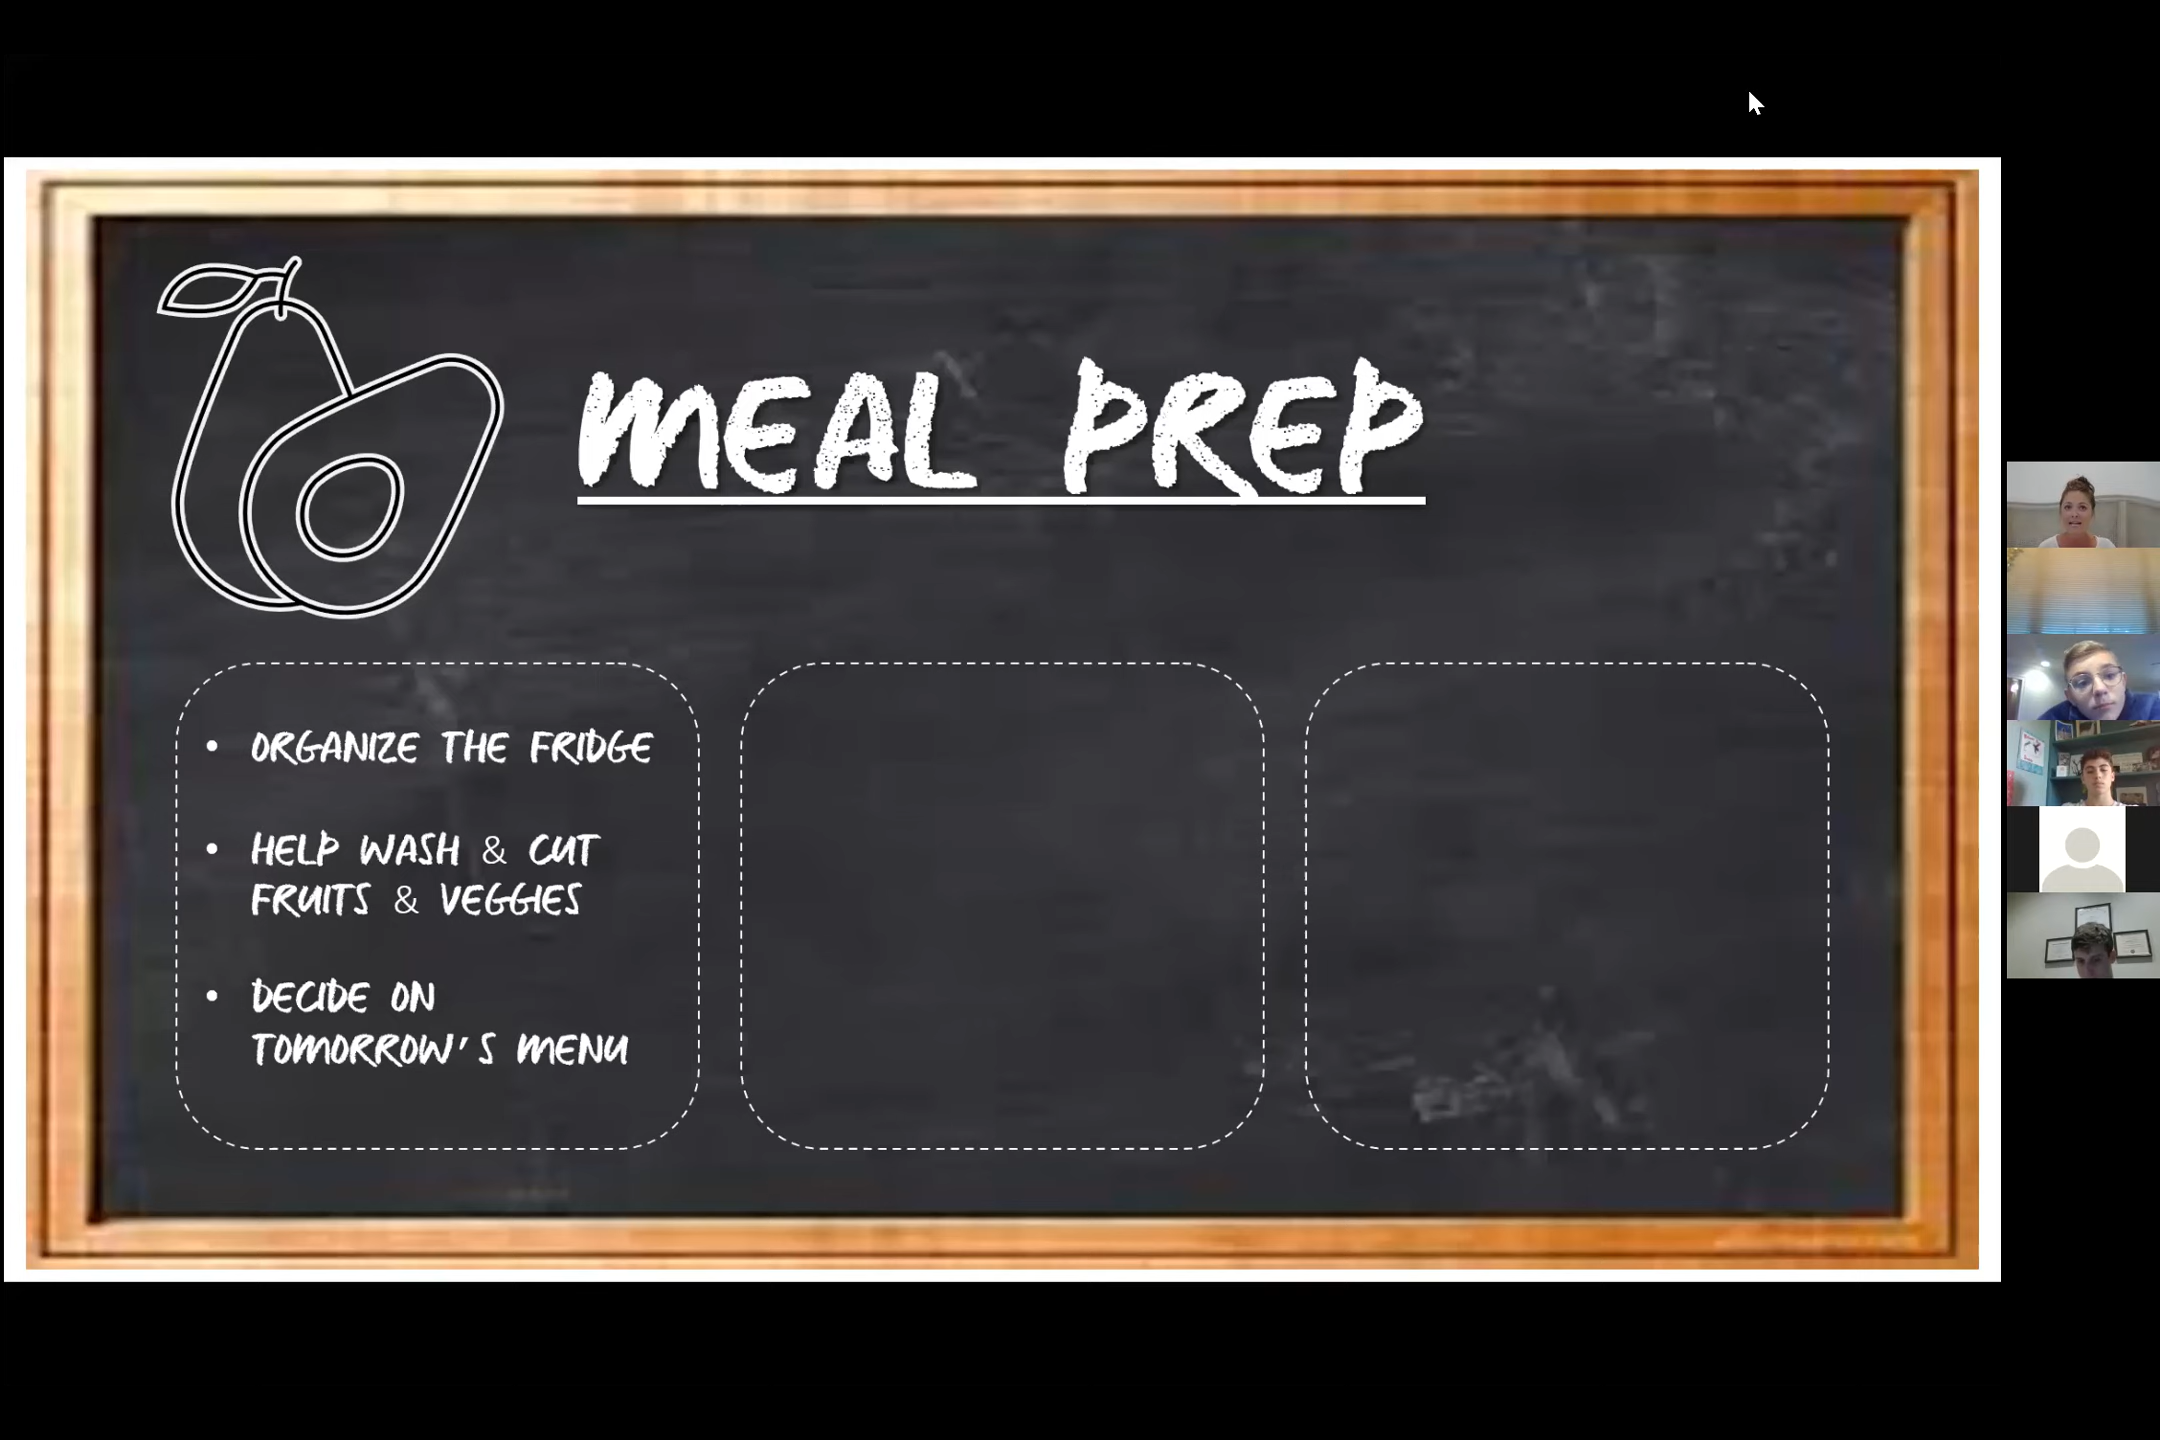 MEAL PREP
• ORGANIZE THE FRIDGE
• HELP WASH & CUT
FRUITS & VEGGIES
• DECIDE ON
TOMORROW'S MENU